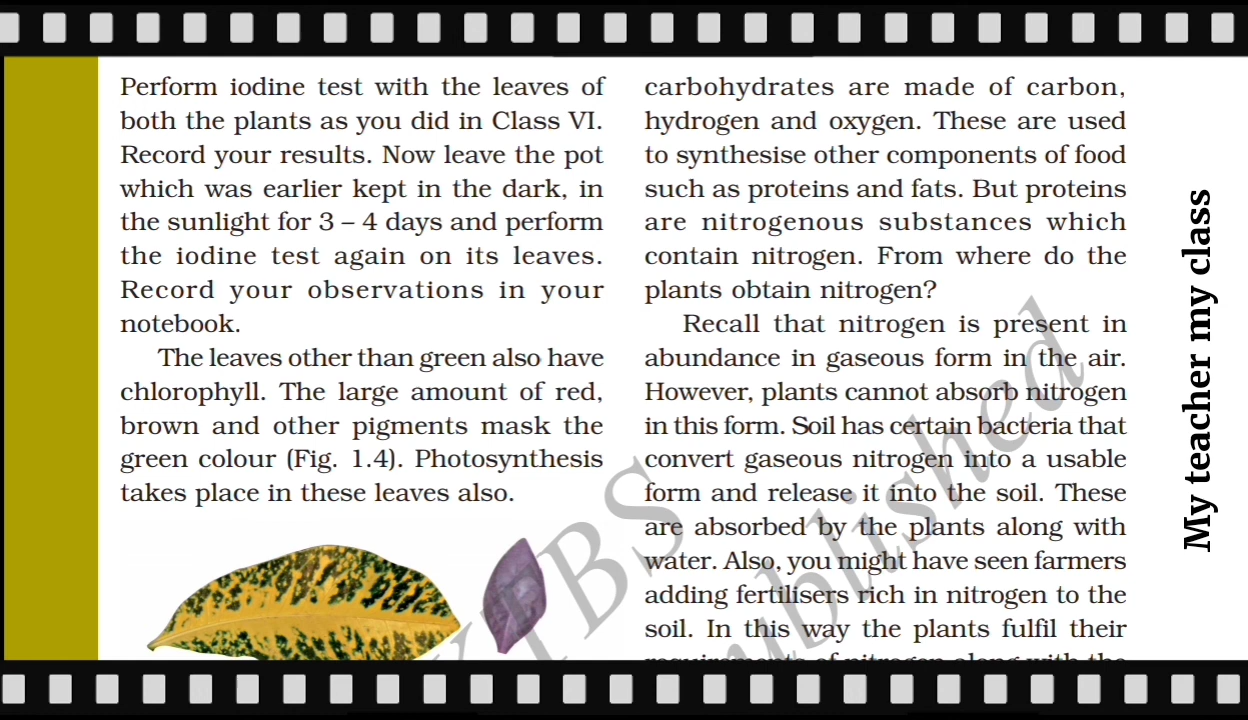 Perform iodine test with the leaves of
both the plants as you did in Class VI.
Record your results. Now leave the pot
which was earlier kept in the dark, in
the sunlight for 3 – 4 days and perform
the iodine test again on its leaves.
Record your observations in your
notebook.
The leaves other than green also have
chlorophyll. The large amount of red,
brown and other pigments mask the
green colour (Fig. 1.4). Photosynthesis
takes place in these leaves also.
carbohydrates are made of carbon,
hydrogen and oxygen. These are used
to synthesise other components of food
such as proteins and fats. But proteins
are nitrogenous substances which
contain nitrogen. From where do the
plants obtain nitrogen?
Recall that nitrogen is present in
abundance in gaseous form in the air.
However, plants cannot absorb nitrogen
in this form. Soil has certain bacteria that
convert gaseous nitrogen into a usable
form and release it into the soil. These
are absorbed by the plants along with
water. Also, you might have seen farmers
adding fertilisers rich in nitrogen to the
soil. In this way the plants fulfil their
requirements of nitrogen along with the
KTBS
ublished
My teacher my class